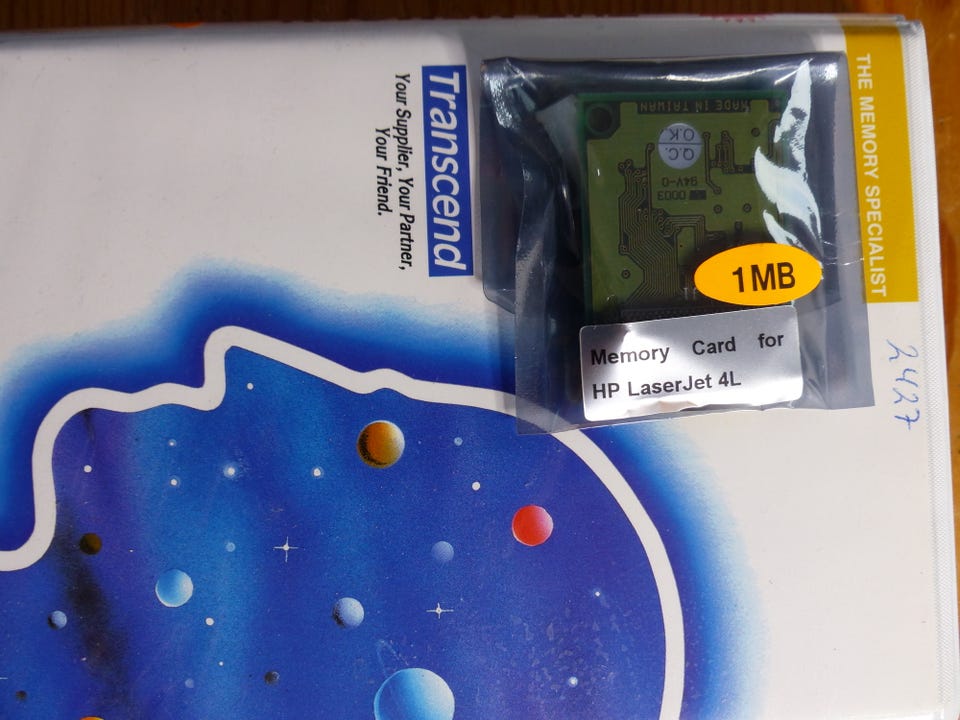 THE MEMORY SPECIALIST
Transcend
Your Supplier, Your Partner,
Your Friend.
MADE IN TAIWAN
Q.C.
O.K
94V-0
0003
1MB
Memory Card for
HP LaserJet 4L
2427